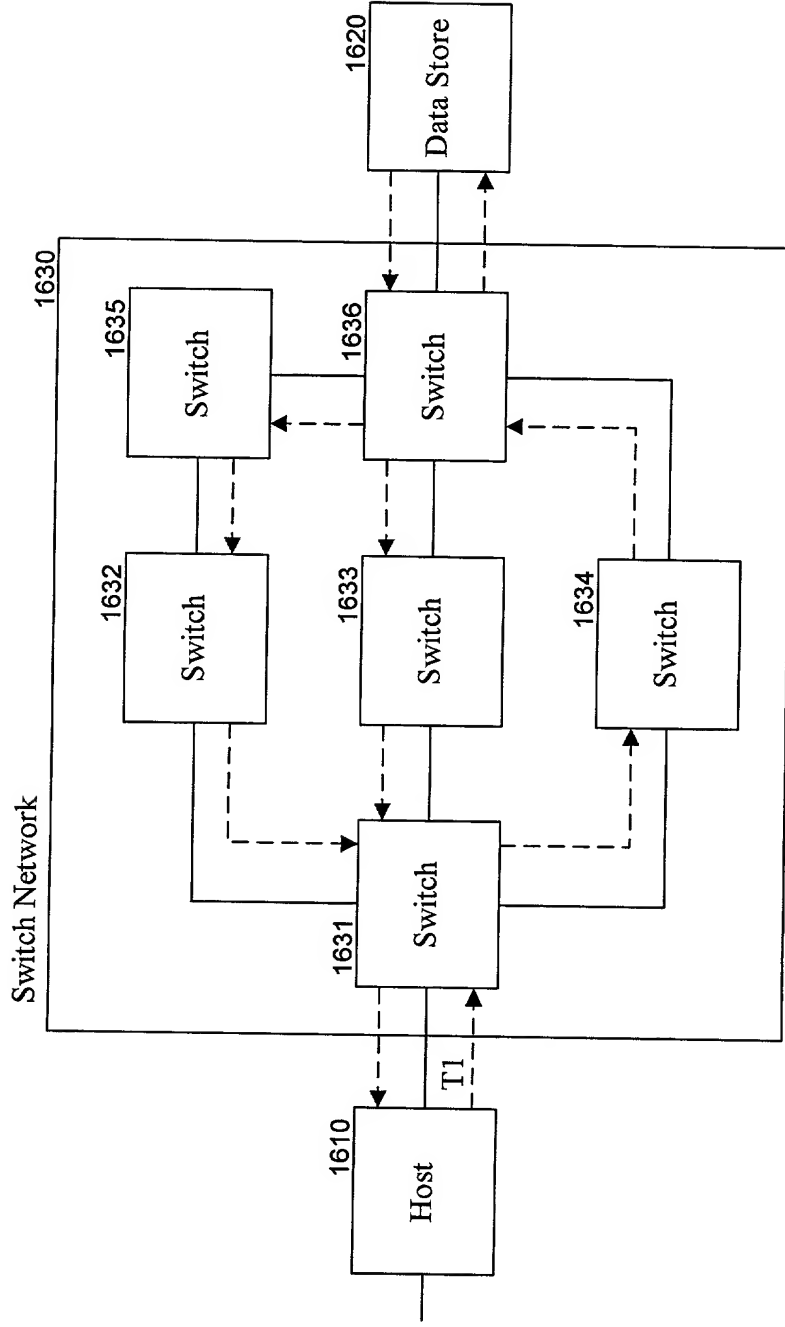 Switch Network
1630
1610
Host
T1
1631
Switch
1632
Switch
1633
Switch
1634
Switch
1635
Switch
1636
Switch
1620
Data Store